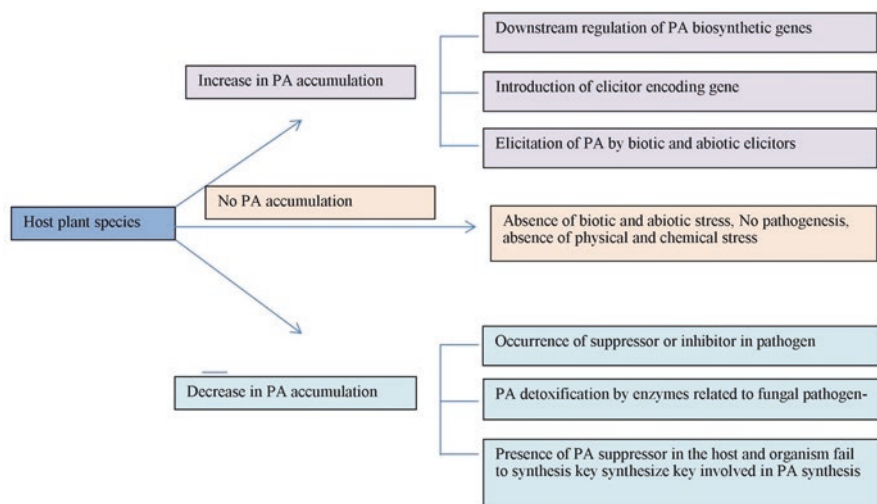 Downstream regulation of PA biosynthetic genes
Increase in PA accumulation
Introduction of elicitor encoding gene
Elicitation of PA by biotic and abiotic elicitors
No PA accumulation
Host plant species
Absence of biotic and abiotic stress, No pathogenesis,
absence of physical and chemical stress
Occurrence of suppressor or inhibitor in pathogen
Decrease in PA accumulation
PA detoxification by enzymes related to fungal pathogen-
Presence of PA suppressor in the host and organism fail
to synthesis key synthesize key involved in PA synthesis